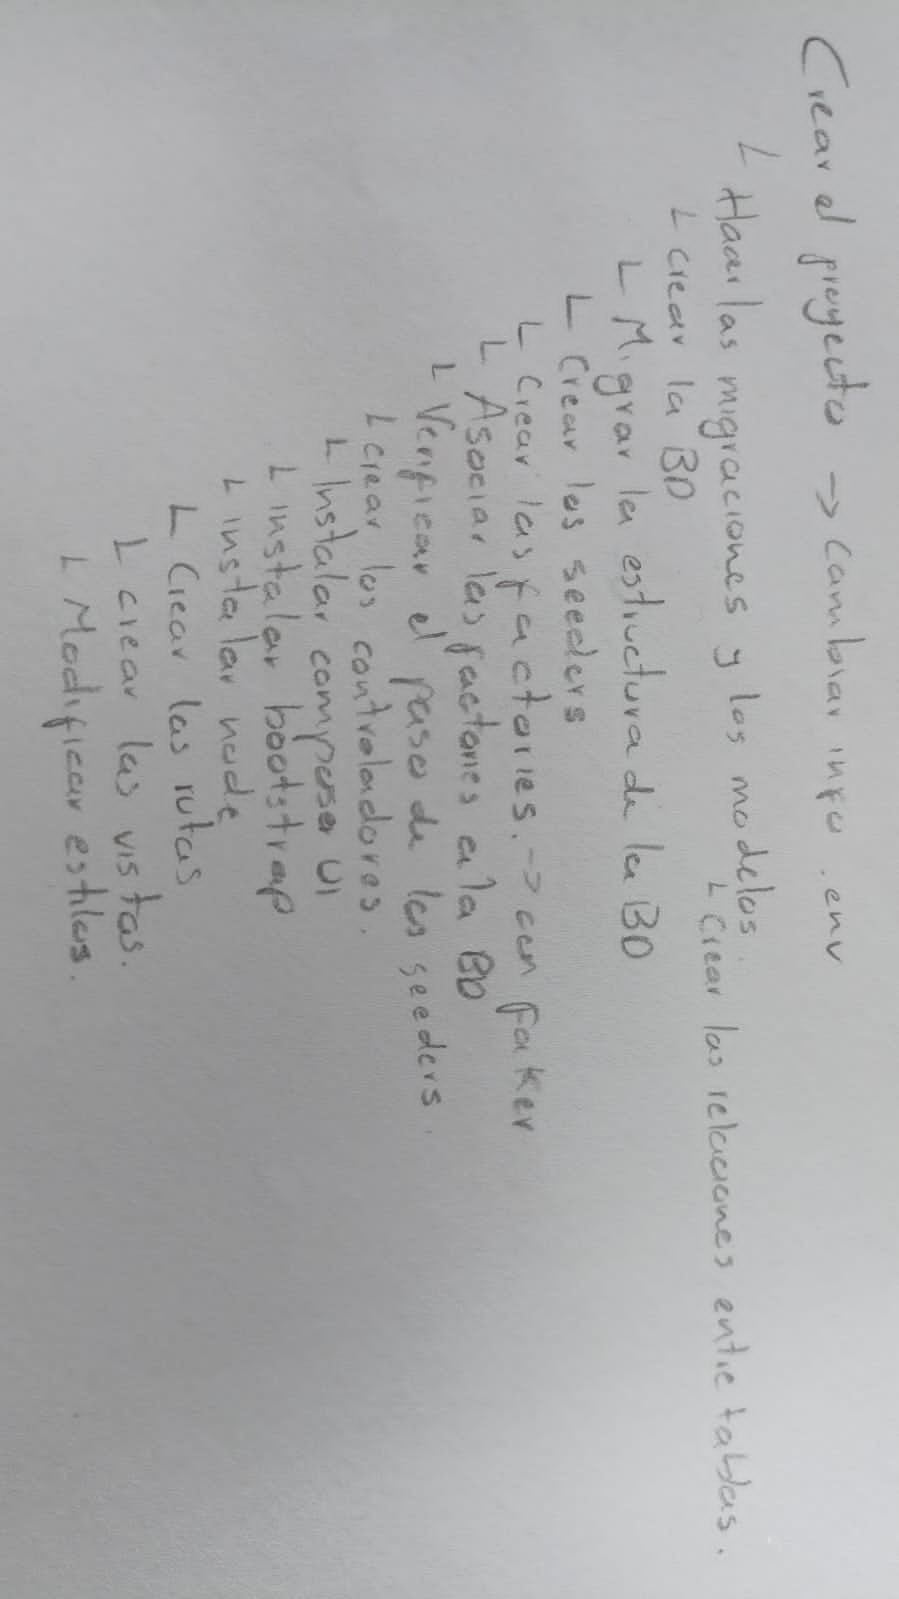 Crear el proyecto → Cambiar info .env
L Hacer las migraciones y los modelos.
L Crear las relaciones entre tablas.
L crear la BD
L Migrar la estructura de la BD
L Crear los seeders
L Crear las factories. → con Faker
L Asociar las factories a la BD
L Verificar el paso de los seeders.
L crear los controladores.
L Instalar composer UI
L instalar bootstrap
L instalar node
L Crear las rutas
L crear las vistas.
L Modificar estilos.